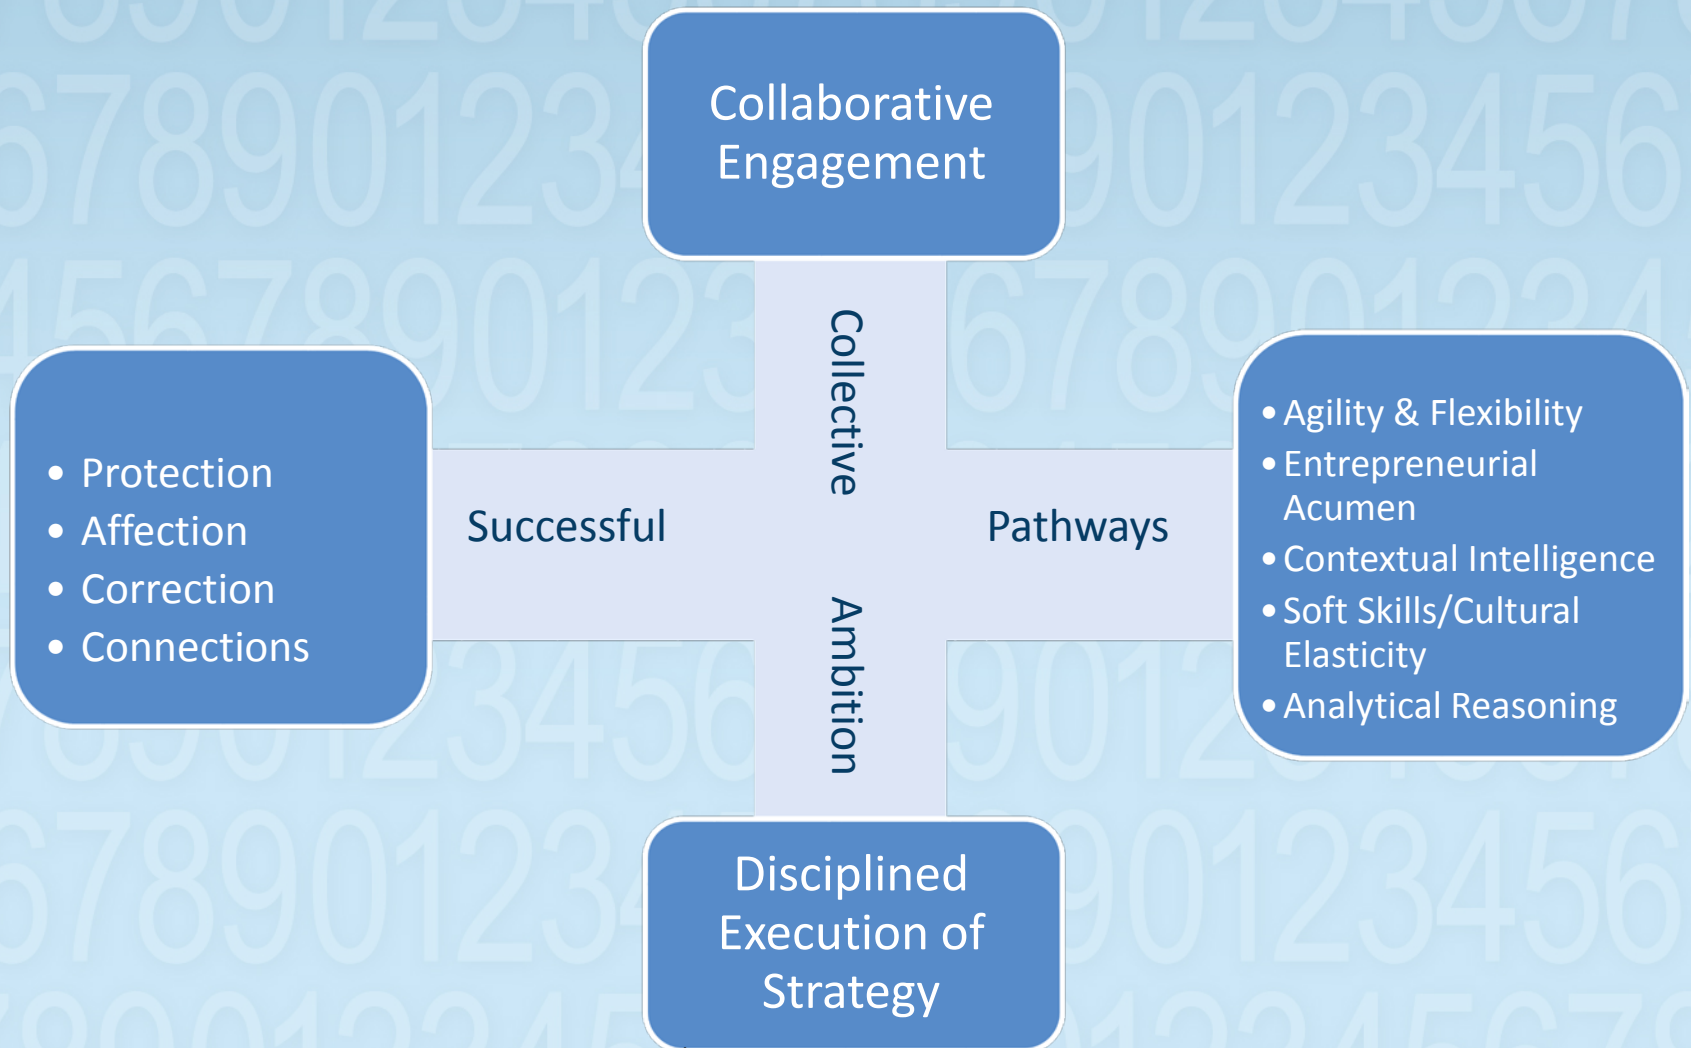 Collaborative
Engagement
Collective
• Protection
• Affection
• Correction
• Connections
Successful
Pathways
• Agility & Flexibility
• Entrepreneurial
Acumen
• Contextual Intelligence
• Soft Skills/Cultural
Elasticity
• Analytical Reasoning
Ambition
Disciplined
Execution of
Strategy